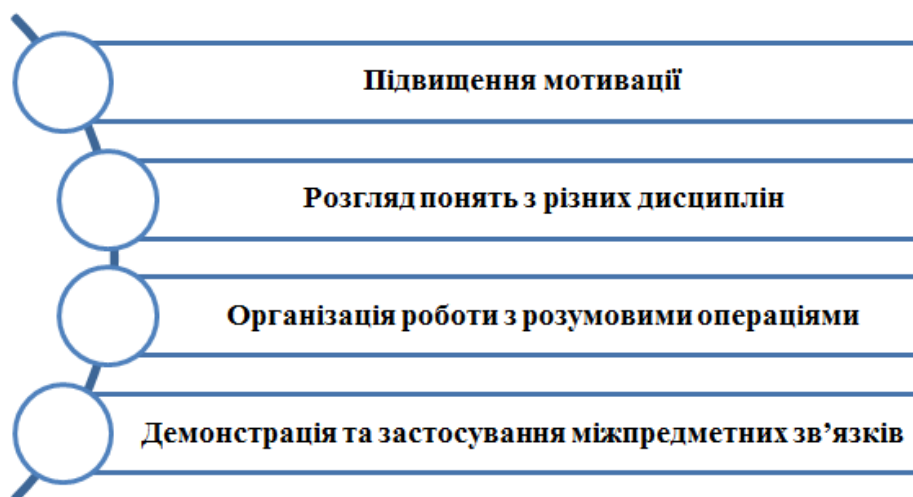 Підвищення мотивації
Розгляд понять з різних дисциплін
Організація роботи з розумовими операціями
Демонстрація та застосування міжпредметних зв’язків